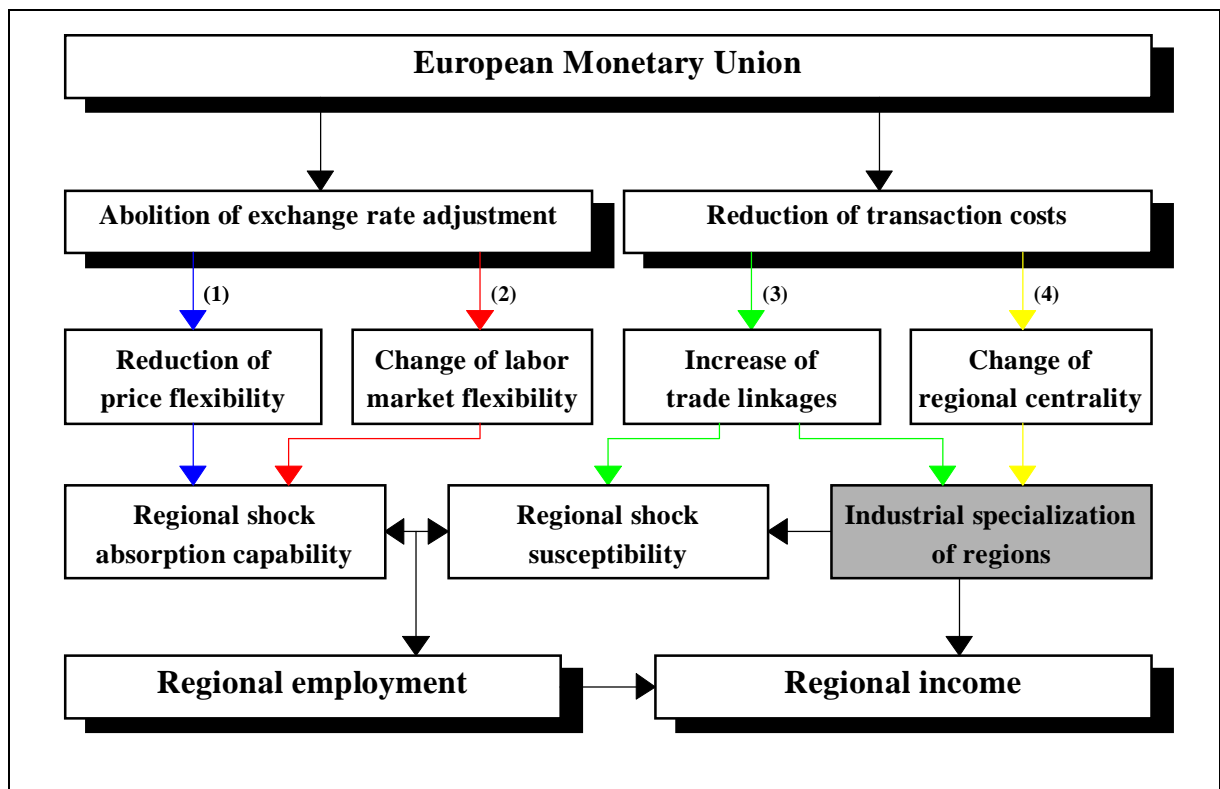 European Monetary Union
Abolition of exchange rate adjustment
Reduction of transaction costs
(1)
(2)
(3)
(4)
Reduction of
price flexibility
Change of labor
market flexibility
Increase of
trade linkages
Change of
regional centrality
Regional shock
absorption capability
Regional shock
susceptibility
Industrial specialization
of regions
Regional employment
Regional income